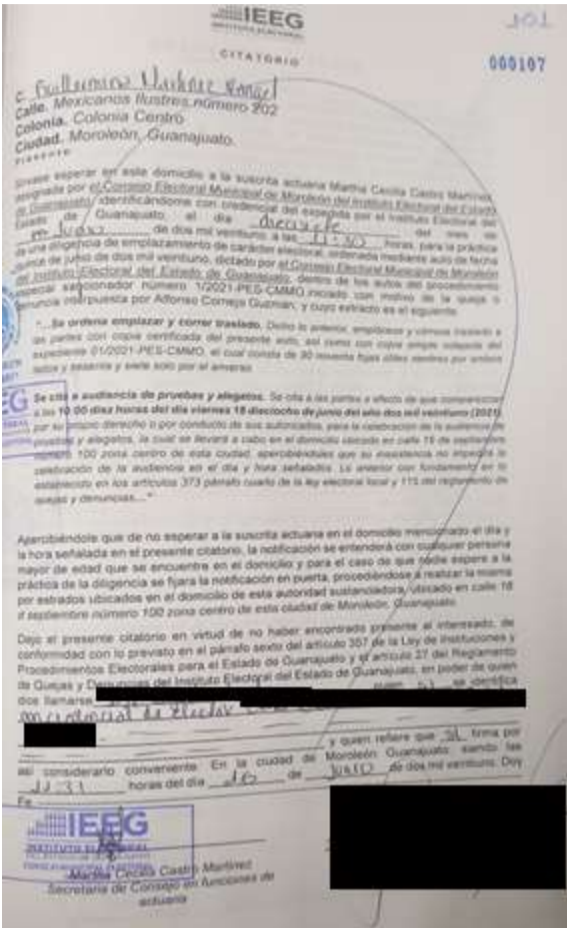 IEEG
INSTITUTO ELECTORAL
101
CITATORIO
000107
C. Guillermino Martínez Rangel
Calle. Mexicanos Ilustres número 202
Colonia. Colonia Centro
Ciudad. Moroleón, Guanajuato.
PRESENTE
Sírvase esperar en este domicilio a la suscrita actuaria Martha Cecilia Castro Martínez,
designada por el Consejo Electoral Municipal de Moroleón del Instituto Electoral del Estado
de Guanajuato, identificándome con credencial del expedida por el Instituto Electoral del
Estado de Guanajuato, el día diecisiete del mes de
junio de dos mil veintiuno a las 11:30 horas, para la práctica
de una diligencia de emplazamiento de carácter electoral, ordenada mediante auto de fecha
quince de junio de dos mil veintiuno, dictado por el Consejo Electoral Municipal de Moroleón
del Instituto Electoral del Estado de Guanajuato, dentro de los autos del procedimiento
especial sancionador número 1/2021-PES-CMMO iniciado con motivo de la queja o
denuncia interpuesta por Alfonso Cornejo Guzmán, y cuyo extracto es el siguiente:
"...Se ordena emplazar y correr traslado. Dicho lo anterior, emplácese y córrase traslado a
las partes con copia certificada del presente auto, así como con copia simple cotejada del
expediente 01/2021-PES-CMMO, el cual consta de 90 noventa fojas útiles por ambos
lados y sesenta y siete solo por el anverso.
Se cita a audiencia de pruebas y alegatos. Se cita a las partes a efecto de que comparezcan
a las 10:00 diez horas del día viernes 18 dieciocho de junio del año dos mil veintiuno (2021)
por su propio derecho o por conducto de sus autorizados, para la celebración de la audiencia de
pruebas y alegatos, la cual se llevará a cabo en el domicilio ubicado en calle 16 de septiembre
número 100 zona centro de esta ciudad, apercibiéndoles que su inasistencia no impedirá la
celebración de la audiencia en el día y hora señalados. Lo anterior con fundamento en lo
establecido en los artículos 373 párrafo cuarto de la ley electoral local y 115 del reglamento de
quejas y denuncias..."
Apercibiéndole que de no esperar a la suscrita actuaria en el domicilio mencionado el día y
la hora señalada en el presente citatorio, la notificación se entenderá con cualquier persona
mayor de edad que se encuentre en el domicilio y para el caso de que nadie espere a la
práctica de la diligencia se fijara la notificación en puerta, procediéndose a realizar la misma
por estrados ubicados en el domicilio de esta autoridad sustanciadora, ubicado en calle 16
d septiembre número 100 zona centro de esta ciudad de Moroleón, Guanajuato.
Dejo el presente citatorio en virtud de no haber encontrado presente al interesado, de
conformidad con lo previsto en el párrafo sexto del artículo 357 de la Ley de Instituciones y
Procedimientos Electorales para el Estado de Guanajuato y el artículo 27 del Reglamento
de Quejas y Denuncias del Instituto Electoral del Estado de Guanajuato, en poder de quien
dice llamarse, quien si se identifica
con credencial de elector
y quien refiere que si firma por
así considerarlo conveniente. En la ciudad de Moroleón Guanajuato, siendo las
11:31 horas del día 16 de junio de dos mil veintiuno. Doy
Fe.
IEEG
INSTITUTO ELECTORAL
Martha Cecilia Castro Martínez
Secretaria de Consejo en funciones de
actuaria